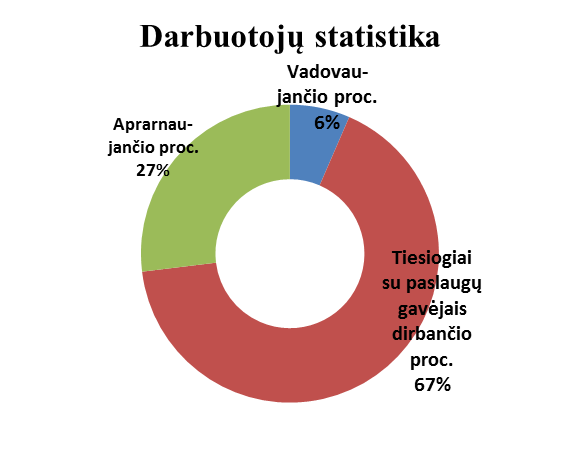 Darbuotojų statistika
Vadovau-
jančio proc.
6%
Aprarnau-
jančio proc.
27%
Tiesiogiai
su paslaugų
gavėjais
dirbančio
proc.
67%